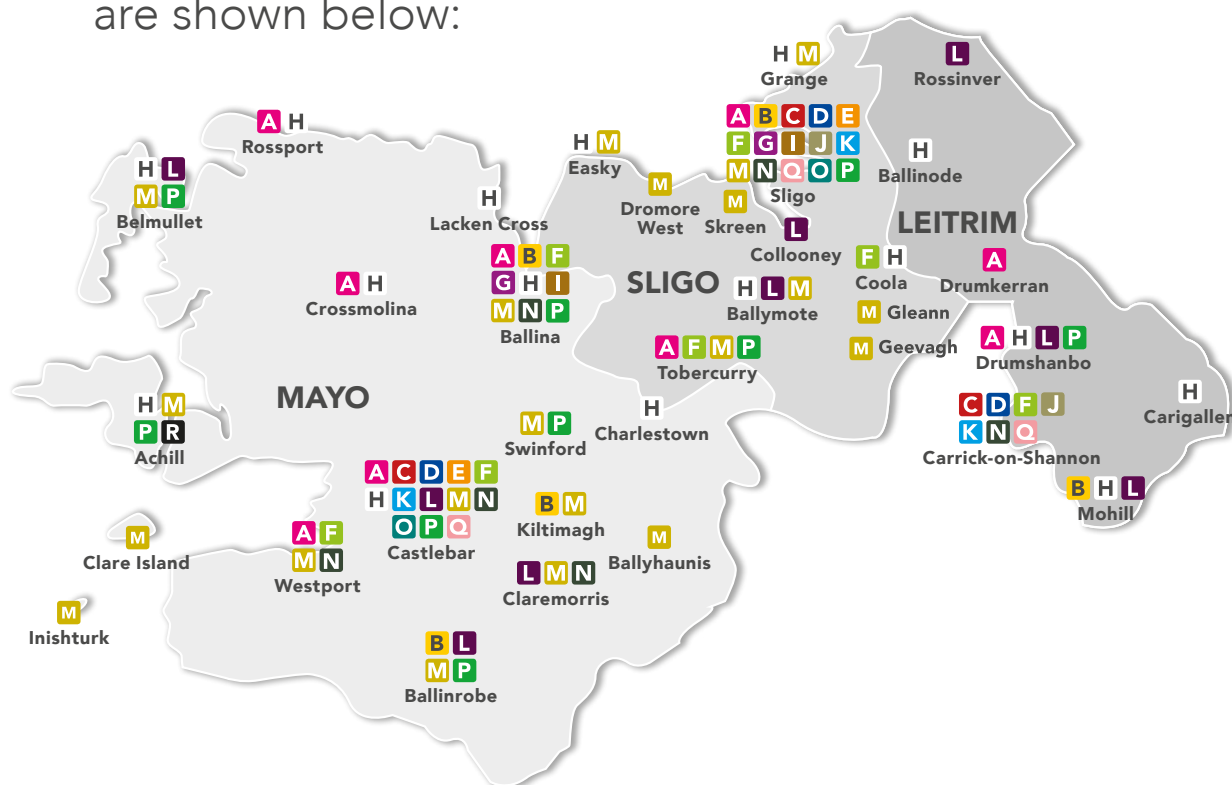 are shown below:
H M
Grange
L
Rossinver
A B C D E
F G I J K
M N Q O P
Sligo
H
Ballinode
A H
Rossport
H L
M P
Belmullet
H M
Easky
M
Dromore
West
M
Skreen
L
Collooney
H
Lacken Cross
LEITRIM
A B F
G H I
M N P
Ballina
A H
Crossmolina
SLIGO
F H
Coola
A
Drumkerran
H L M
Ballymote
M Gleann
M Geevagh
A F M P
Tobercurry
A H L P
Drumshanbo
MAYO
H M
P R
Achill
H
Charlestown
H
Carigallen
C D F J
K N Q
Carrick-on-Shannon
M P
Swinford
B H L
Mohill
A C D E F
H K L M N
O P Q
Castlebar
B M
Kiltimagh
M
Clare Island
A F
M N
Westport
M
Ballyhaunis
L M N
Claremorris
M
Inishturk
B L
M P
Ballinrobe